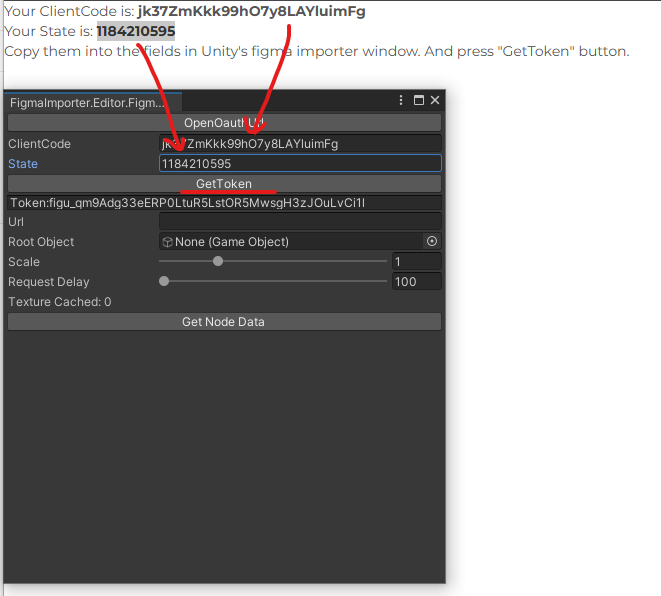 Your ClientCode is: jk37ZmKkk99hO7y8LAYluimFg
Your State is: 1184210595
Copy them into the fields in Unity's figma importer window. And press "GetToken" button.
FigmaImporter.Editor.Figm...
OpenOauthUrl
ClientCode jk37ZmKkk99hO7y8LAYluimFg
State 1184210595
GetToken
Token:figu_qm9Adg33eERP0LtuR5LstOR5MwsgH3zJOuLvCi1l
Url
Root Object None (Game Object)
Scale 1
Request Delay 100
Texture Cached: 0
Get Node Data